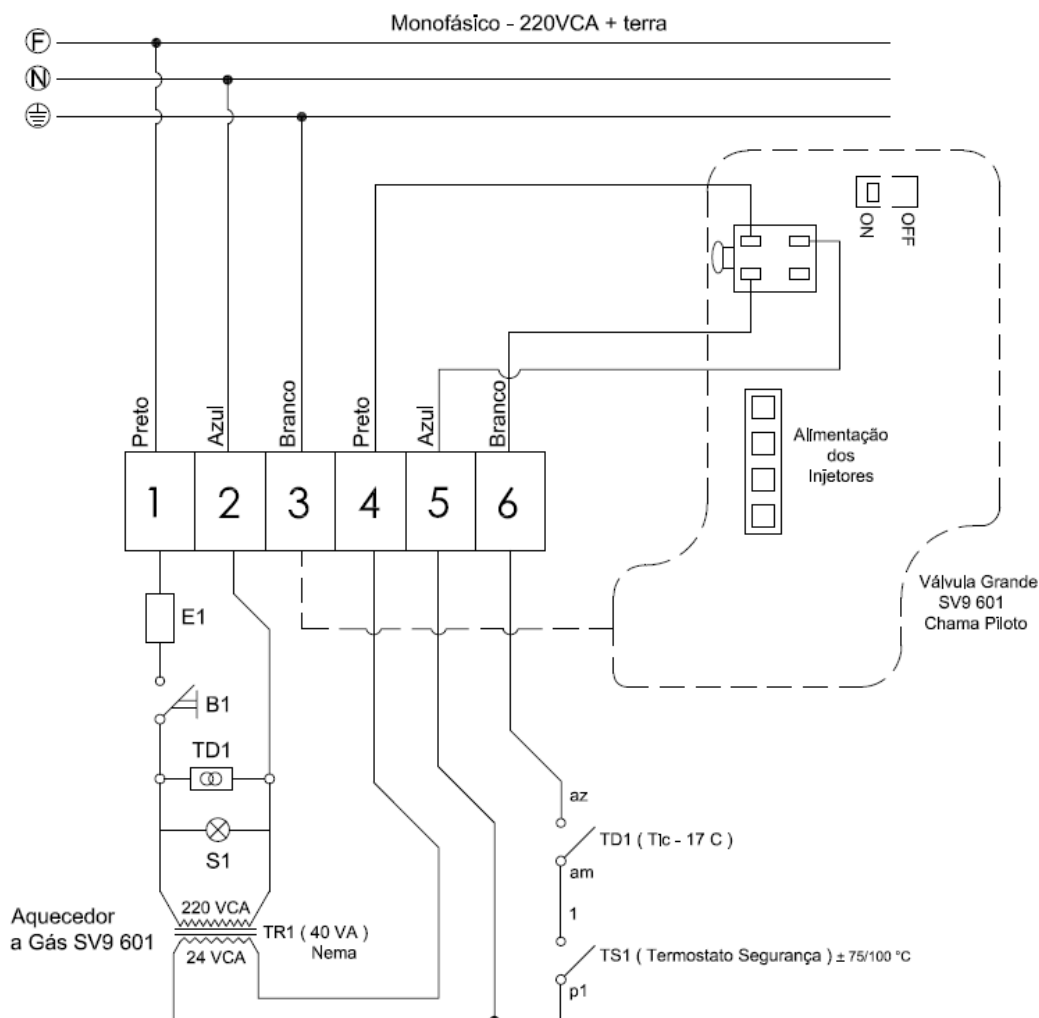 Monofásico - 220VCA + terra
F
N
ON
OFF
Preto
Azul
Branco
Preto
Azul
Branco
1
2
3
4
5
6
Alimentação
dos
Injetores
Válvula Grande
SV9 601
Chama Piloto
E1
B1
TD1
S1
az
TD1 ( Tic - 17 C )
am
1
Aquecedor
a Gás SV9 601
220 VCA
24 VCA
TR1 ( 40 VA )
Nema
TS1 ( Termostato Segurança ) ± 75/100 °C
p1